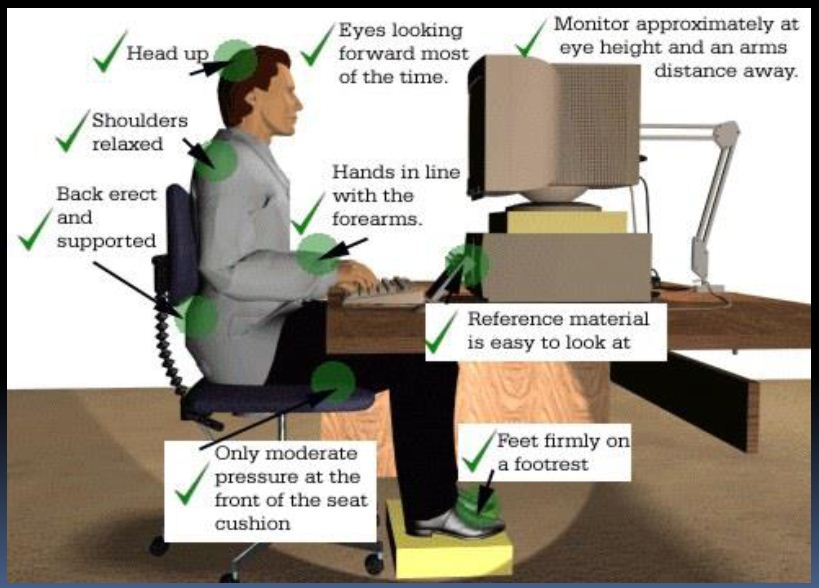 Head up
Eyes looking
forward most
of the time.
Monitor approximately at
eye height and an arms
distance away.
Shoulders
relaxed
Hands in line
with the
forearms.
Back erect
and
supported
Reference material
is easy to look at
Only moderate
pressure at the
front of the seat
cushion
Feet firmly on
a footrest